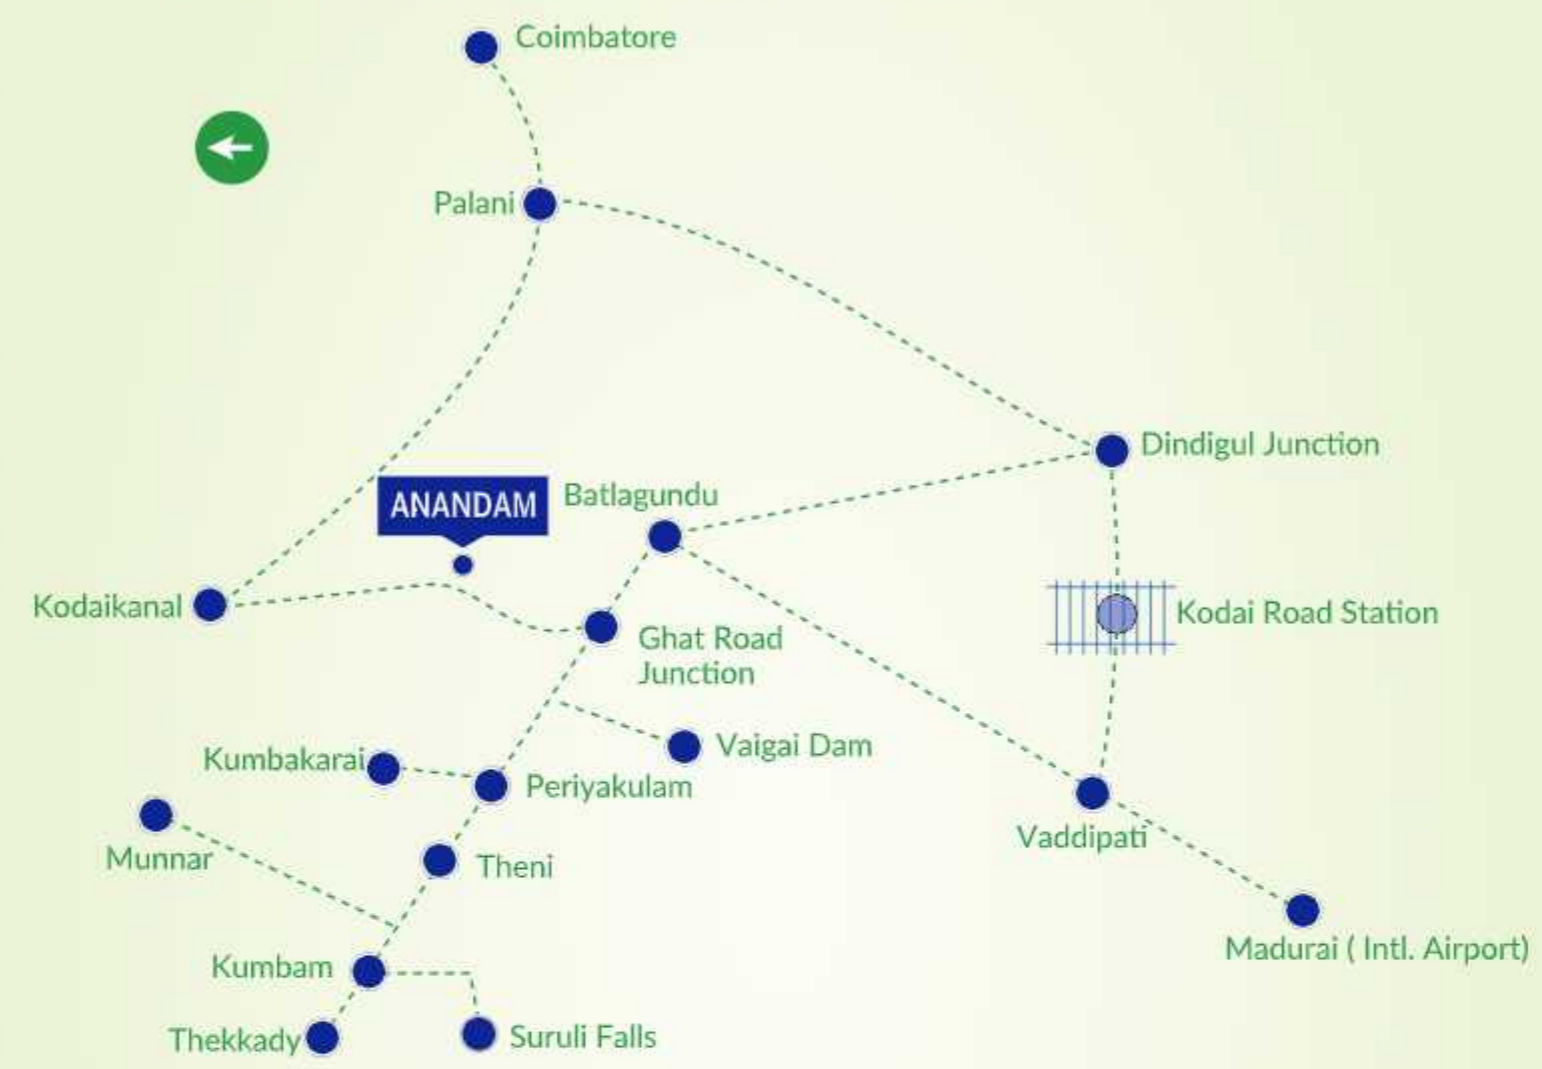 Coimbatore
Palani
Dindigul Junction
ANANDAM
Batlagundu
Kodaikanal
Kodai Road Station
Ghat Road
Junction
Vaigai Dam
Kumbakarai
Periyakulam
Munnar
Theni
Vaddipati
Madurai ( Intl. Airport)
Kumbam
Thekkady
Suruli Falls